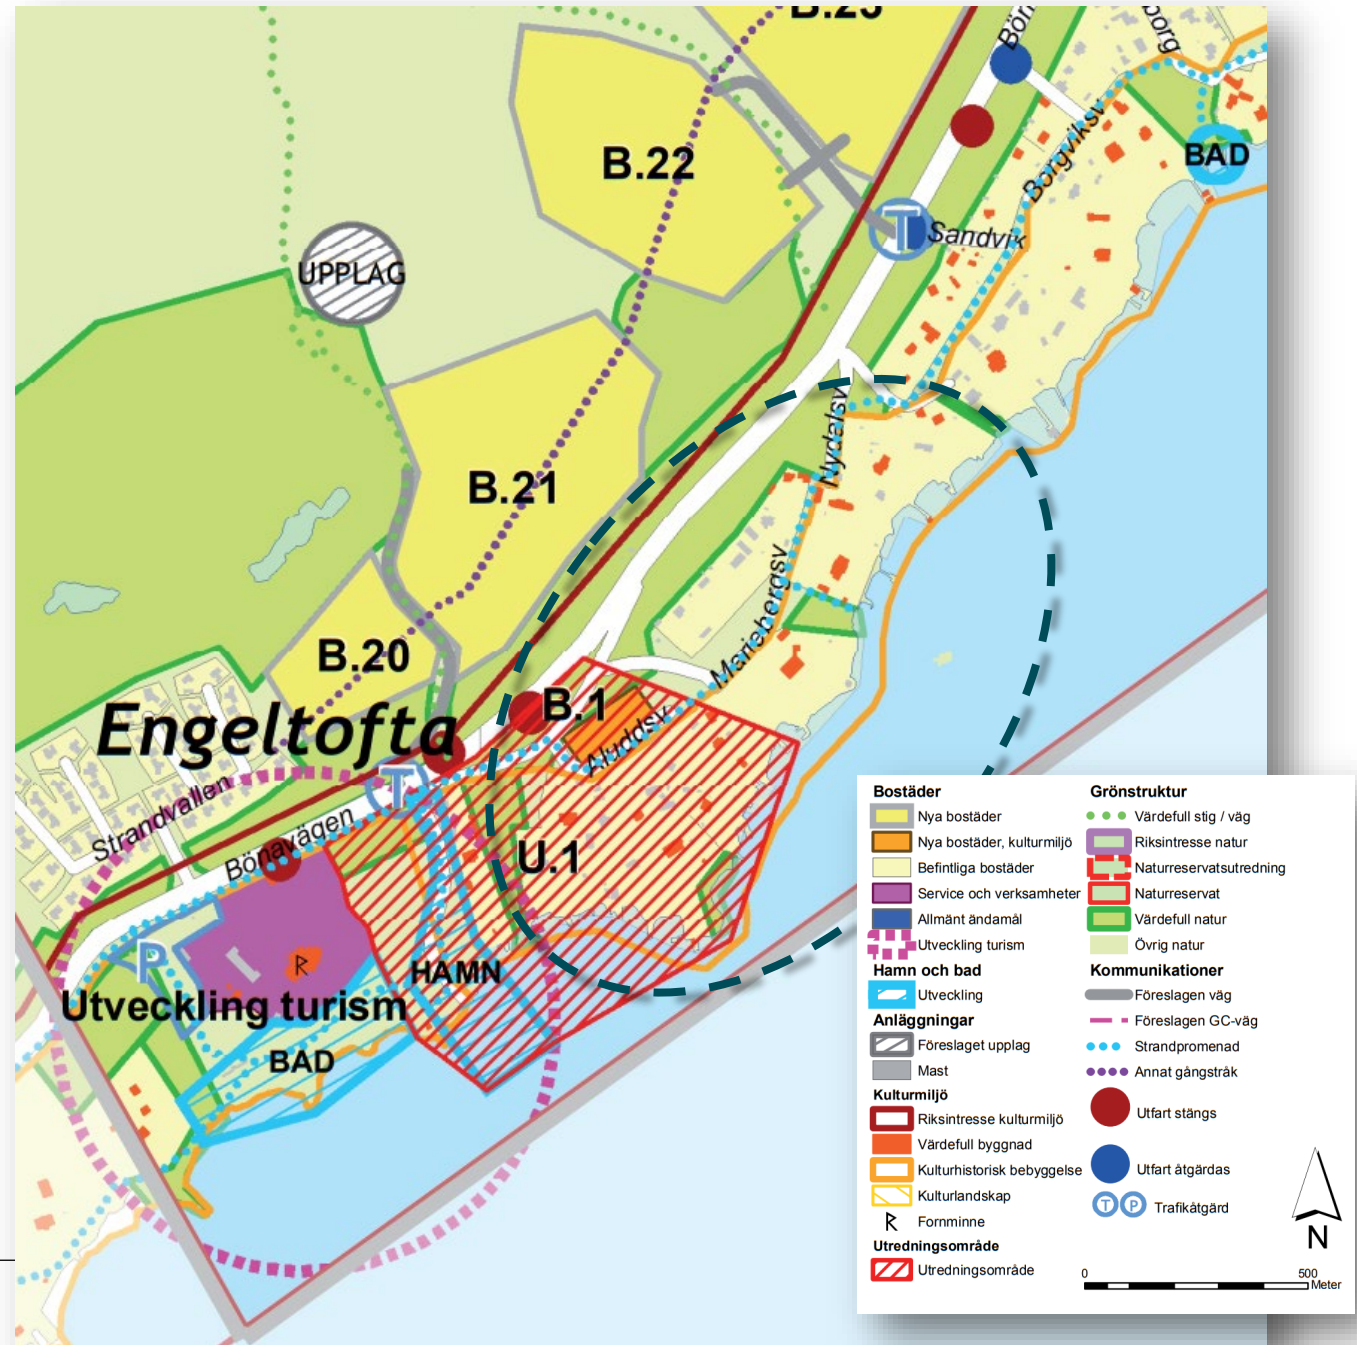 B.23
Bön
borg
B.22
BAD
Borgviksv
UPPLAG
T
Sandvik
Nydalsv
B.21
Mariebergsv
B.20
B.1
Engeltofta
Aluddsv
T
Strandvallen
Bönavägen
U.1
P
R
HAMN
Utveckling turism
BAD
Bostäder
Nya bostäder
Nya bostäder, kulturmiljö
Befintliga bostäder
Service och verksamheter
Allmänt ändamål
Utveckling turism
Hamn och bad
Utveckling
Anläggningar
Föreslaget upplag
Mast
Kulturmiljö
Riksintresse kulturmiljö
Värdefull byggnad
Kulturhistorisk bebyggelse
Kulturlandskap
R Fornminne
Utredningsområde
Utredningsområde
Grönstruktur
Värdefull stig / väg
Riksintresse natur
Naturreservatsutredning
Naturreservat
Värdefull natur
Övrig natur
Kommunikationer
Föreslagen väg
Föreslagen GC-väg
Strandpromenad
Annat gångstråk
Utfart stängs
Utfart åtgärdas
T P Trafikåtgärd
N
0 500
Meter